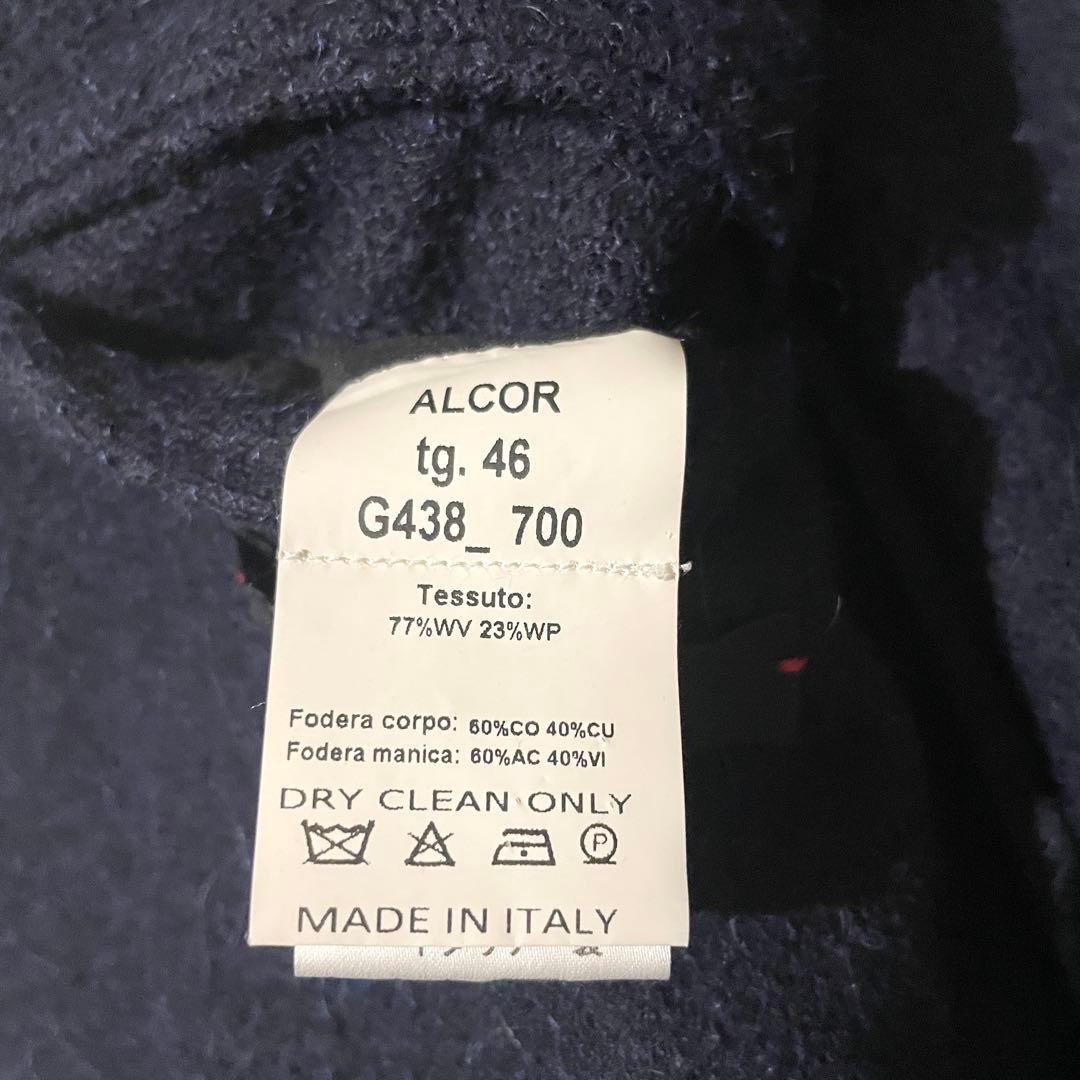 ALCOR
tg. 46
G438_ 700
Tessuto:
77%WV 23%WP
Fodera corpo: 60%CO 40%CU
Fodera manica: 60%AC 40%VI
DRY CLEAN ONLY
P
MADE IN ITALY